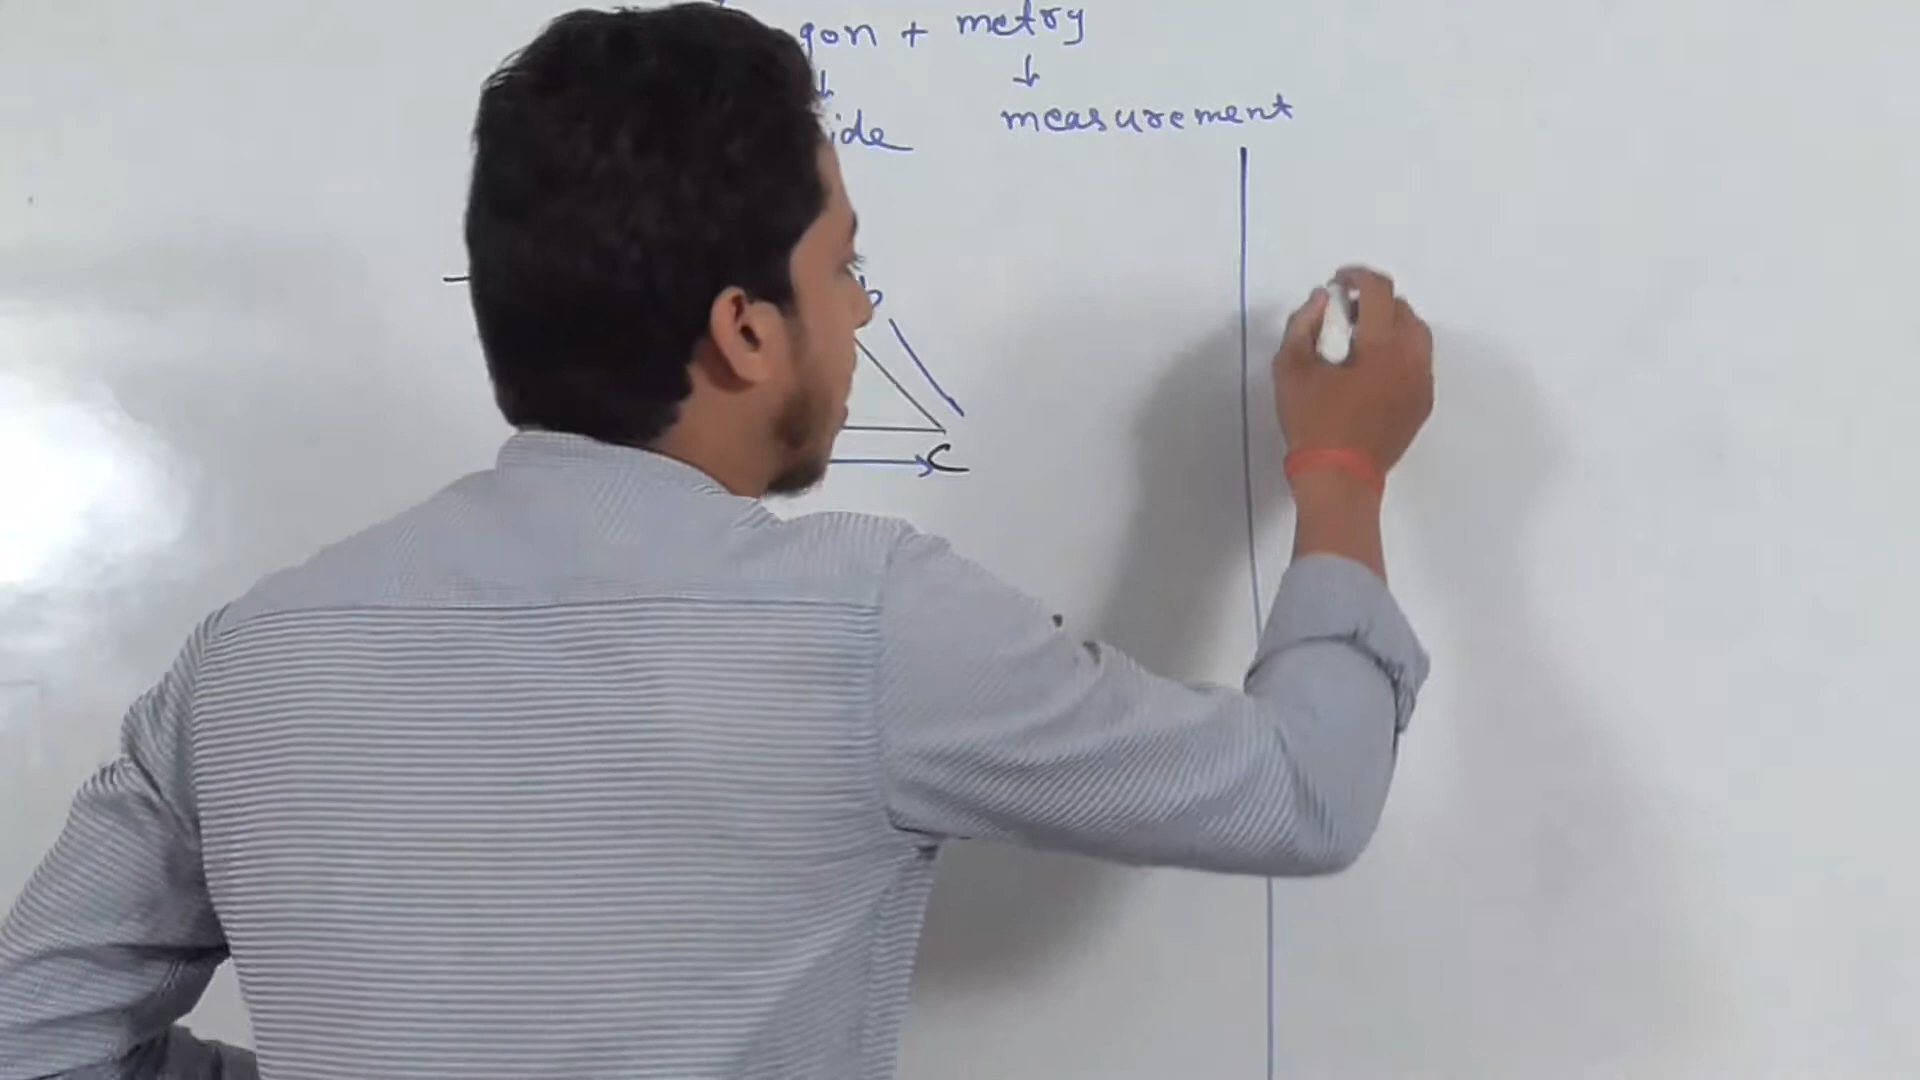 gon + metry
↓ ↓
ide measurement
b
C